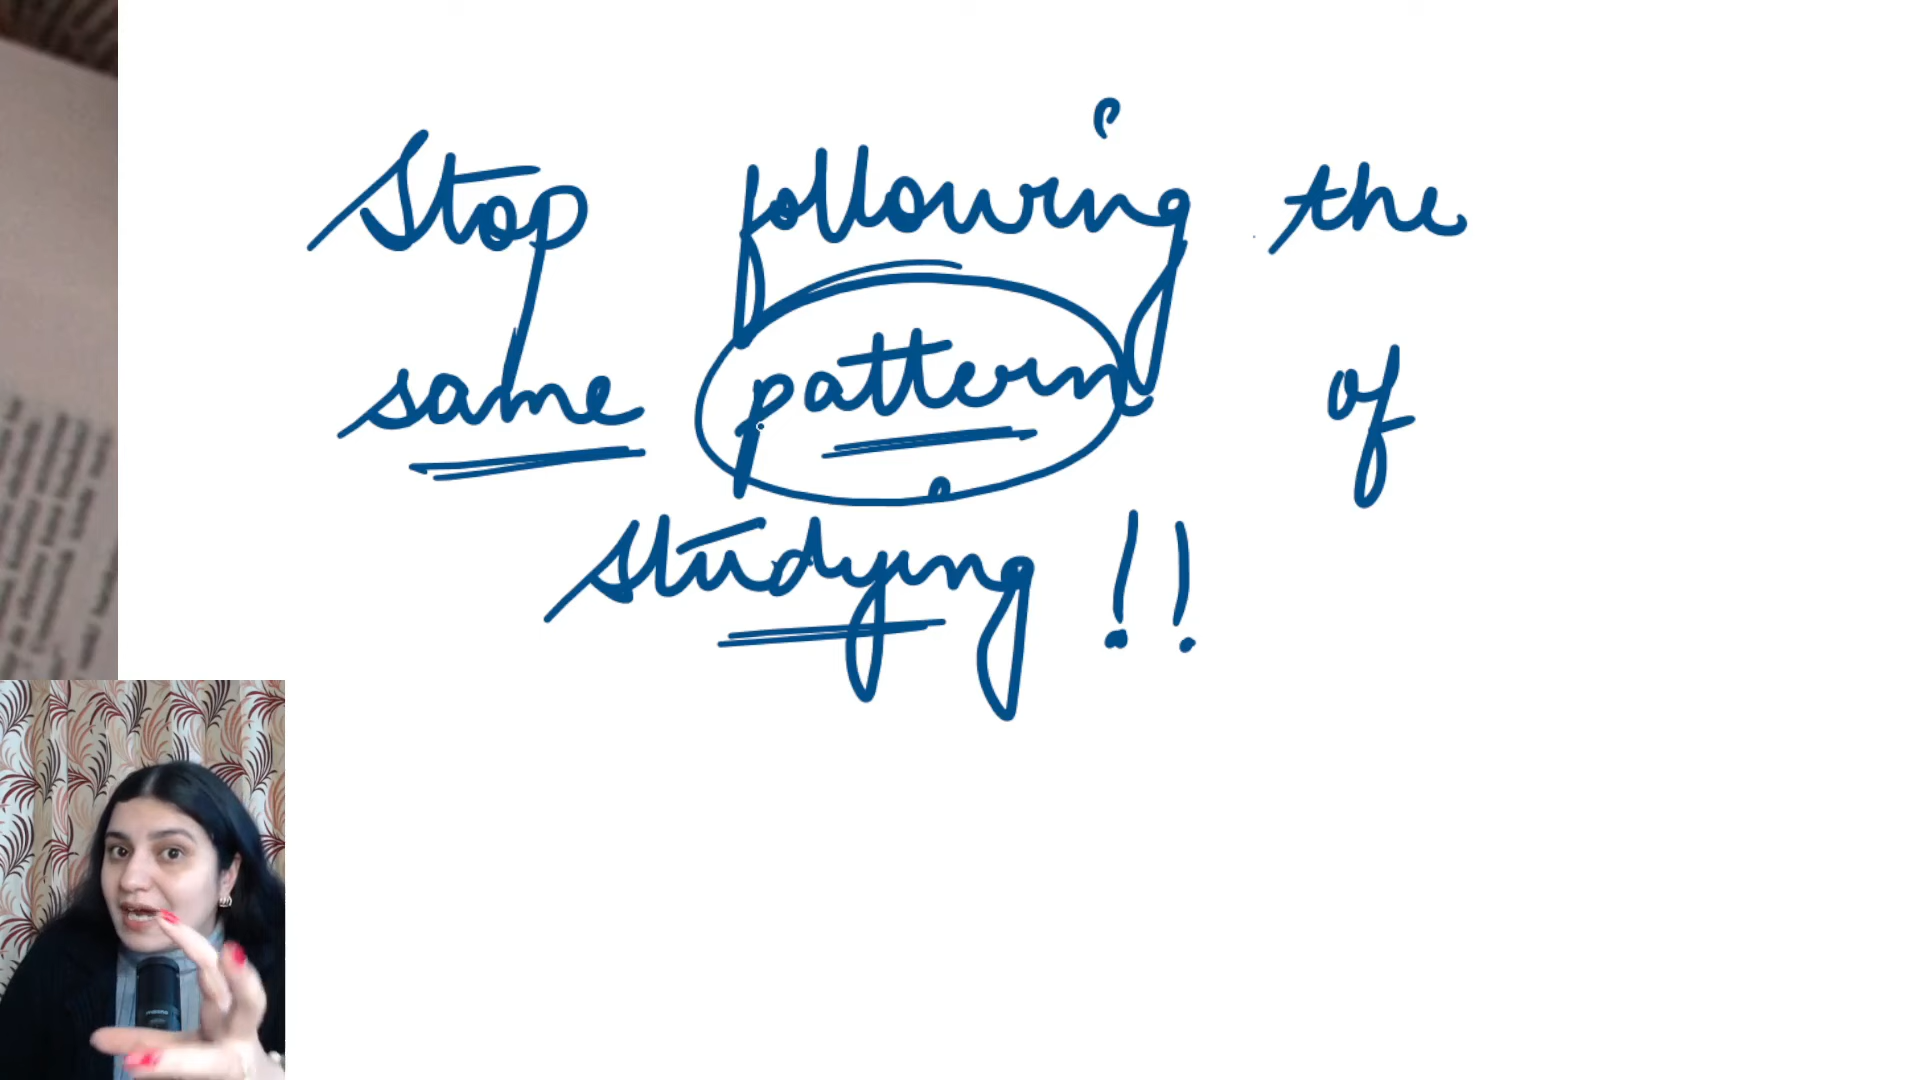 Stop following the
same pattern of
studying !!